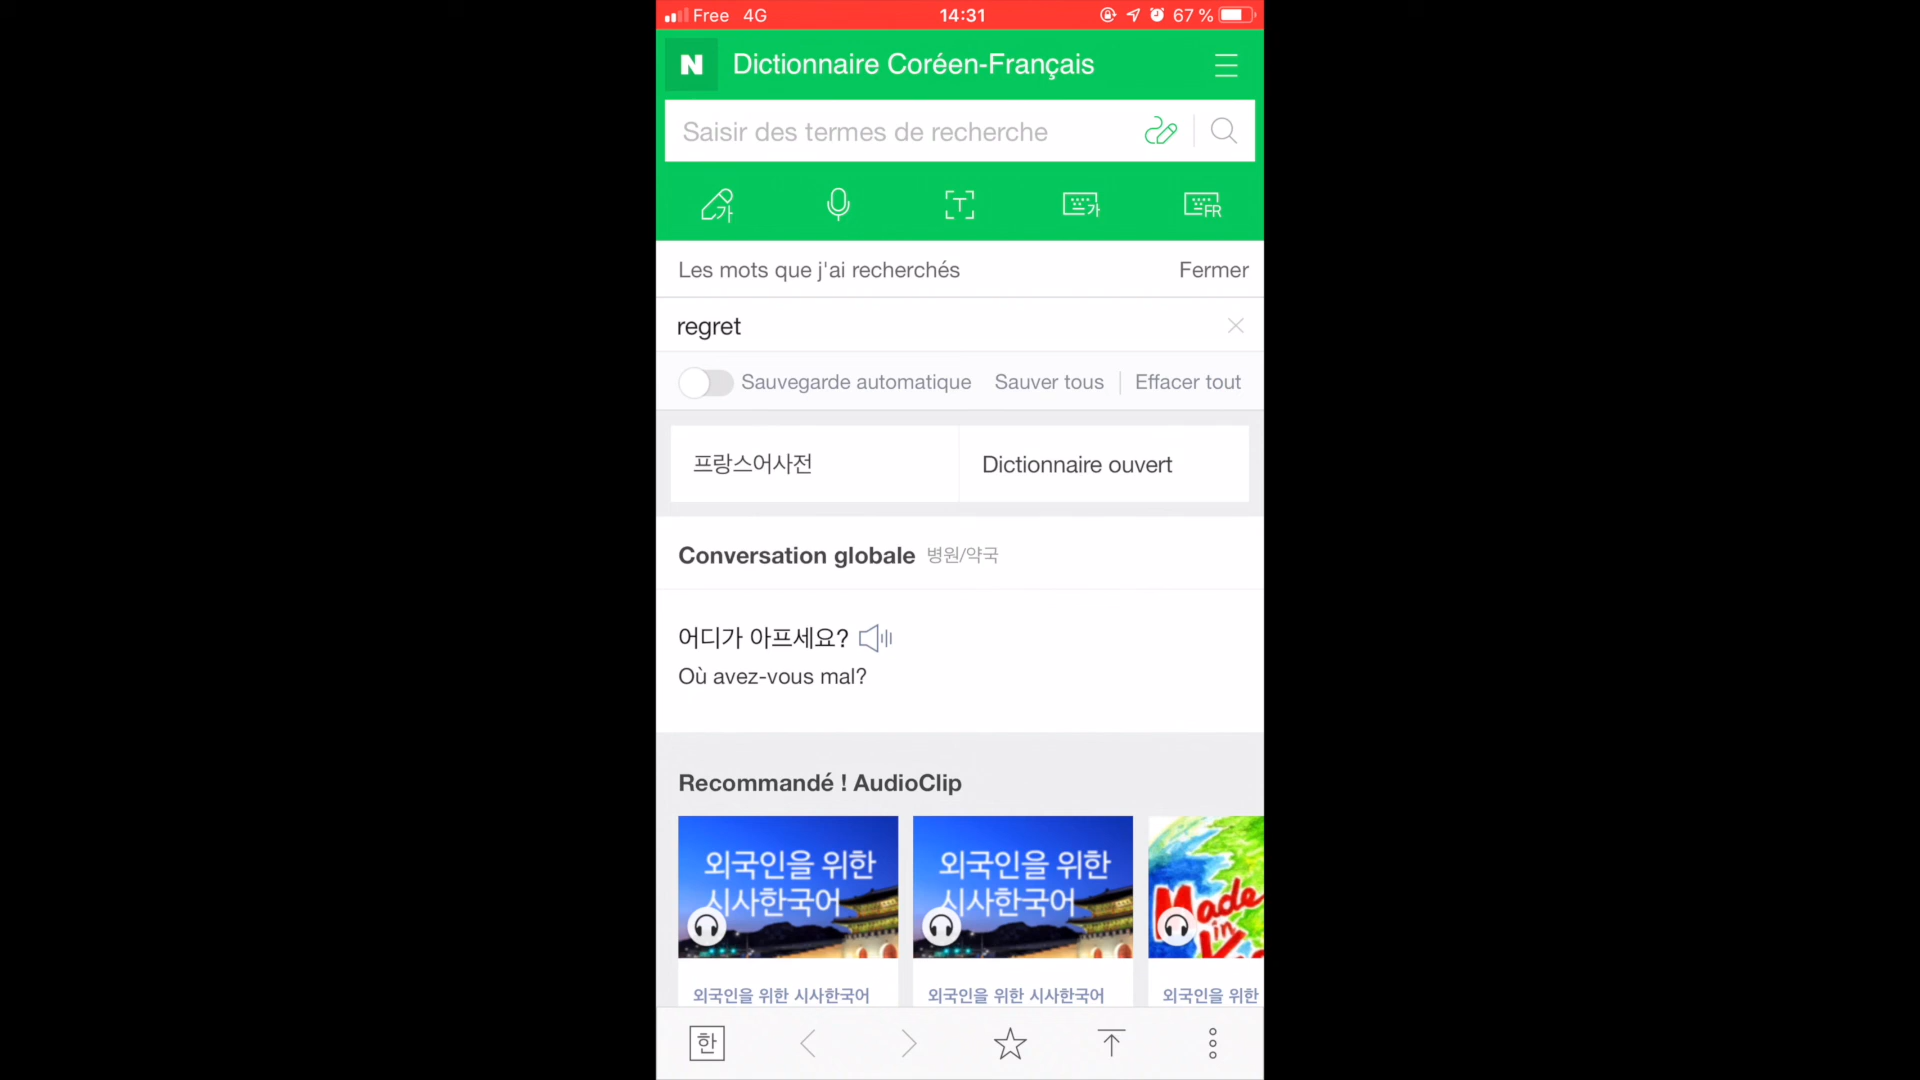 Free 4G 14:31 67 %
N Dictionnaire Coréen-Français
Saisir des termes de recherche
가 T 가 FR
Les mots que j'ai recherchés Fermer
regret
Sauvegarde automatique Sauver tous Effacer tout
프랑스어사전 Dictionnaire ouvert
Conversation globale 병원/약국
어디가 아프세요?
Où avez-vous mal?
Recommandé ! AudioClip
외국인을 위한
시사한국어
외국인을 위한
시사한국어
Made
in
외국인을 위한 시사한국어 외국인을 위한 시사한국어 외국인을 위한
한